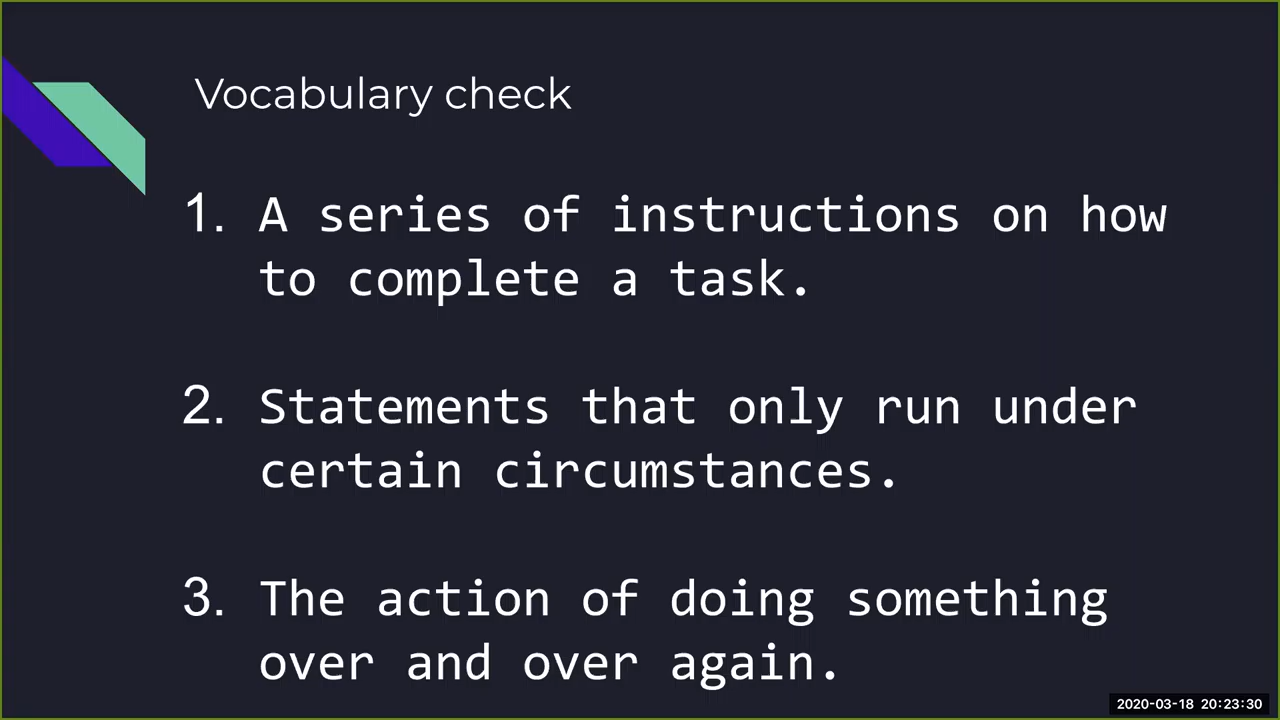 Vocabulary check
1. A series of instructions on how
to complete a task.
2. Statements that only run under
certain circumstances.
3. The action of doing something
over and over again.
2020-03-18 20:23:30